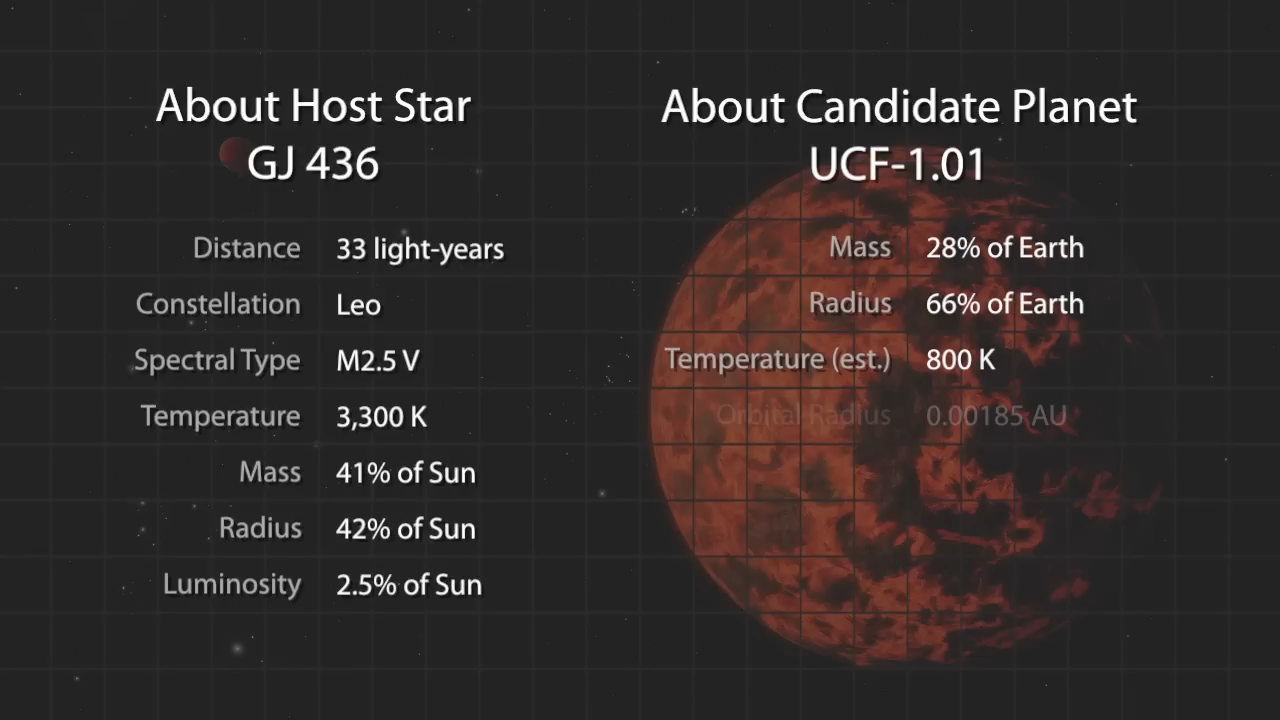 About Host Star
GJ 436
Distance 33 light-years
Constellation Leo
Spectral Type M2.5 V
Temperature 3,300 K
Mass 41% of Sun
Radius 42% of Sun
Luminosity 2.5% of Sun
About Candidate Planet
UCF-1.01
Mass 28% of Earth
Radius 66% of Earth
Temperature (est.) 800 K
Orbital Radius 0.00185 AU